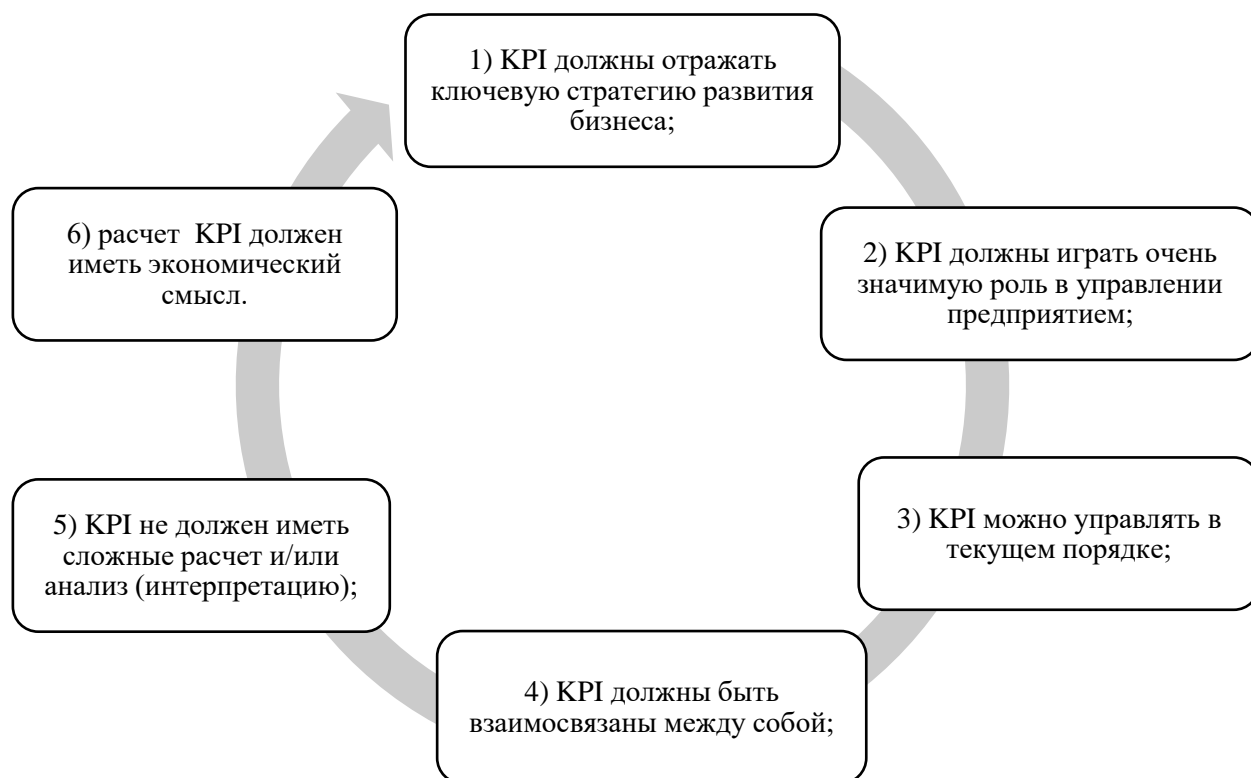 1) KPI должны отражать
ключевую стратегию развития
бизнеса;
2) KPI должны играть очень
значимую роль в управлении
предприятием;
3) KPI можно управлять в
текущем порядке;
4) KPI должны быть
взаимосвязаны между собой;
5) KPI не должен иметь
сложные расчет и/или
анализ (интерпретацию);
6) расчет  KPI должен
иметь экономический
смысл.